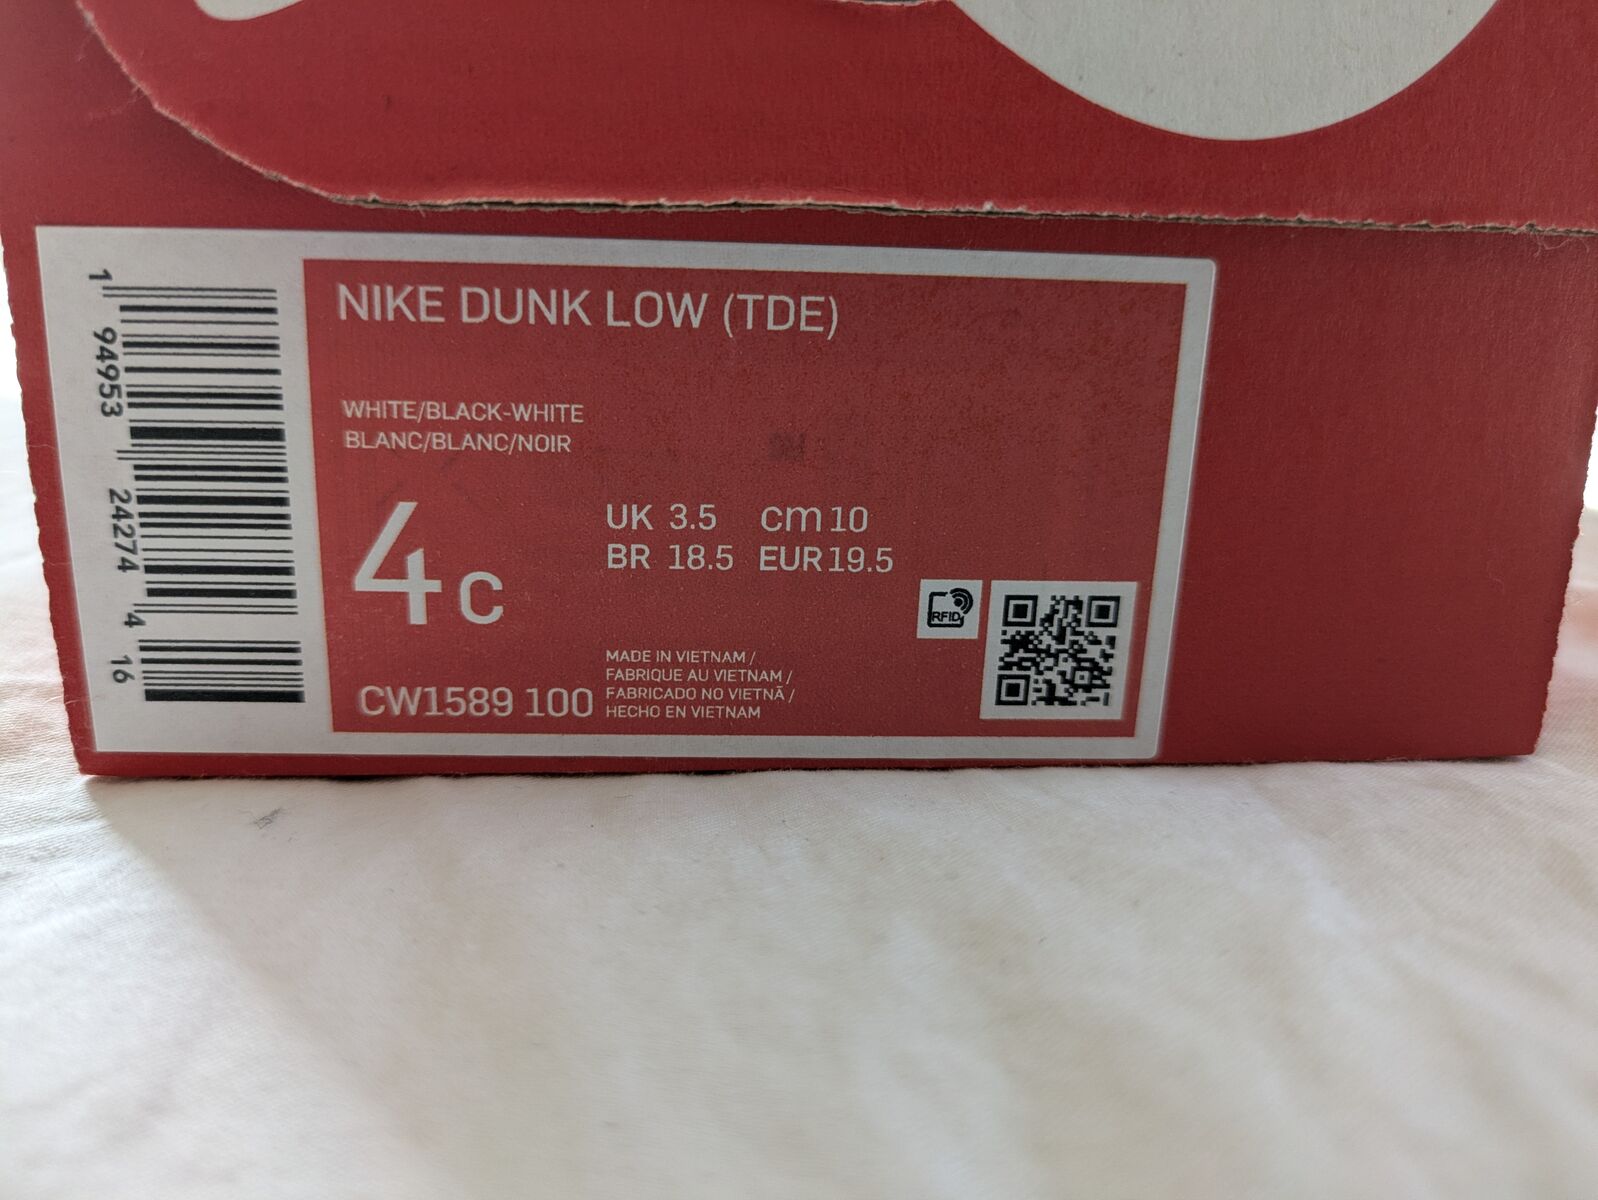 NIKE DUNK LOW (TDE)
WHITE/BLACK-WHITE
BLANC/BLANC/NOIR
4c
UK 3.5 cm 10
BR 18.5 EUR 19.5
RFID
MADE IN VIETNAM /
FABRIQUE AU VIETNAM /
FABRICADO NO VIETNÃ /
HECHO EN VIETNAM
CW1589 100
1 94953 24274 4 16